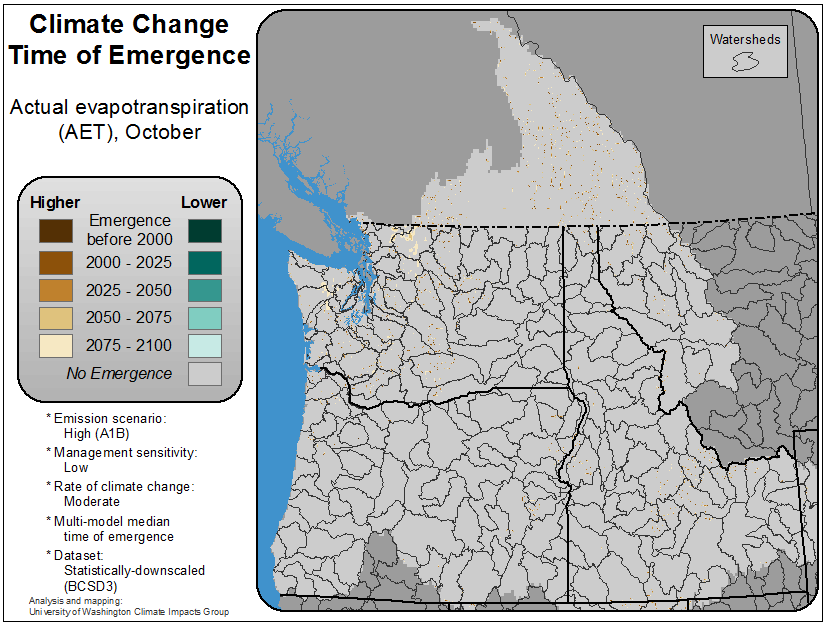 Climate Change
Time of Emergence
Actual evapotranspiration
(AET), October
Higher
Lower
Emergence
before 2000
2000 - 2025
2025 - 2050
2050 - 2075
2075 - 2100
No Emergence
* Emission scenario:
High (A1B)
* Management sensitivity:
Low
* Rate of climate change:
Moderate
* Multi-model median
time of emergence
* Dataset:
Statistically-downscaled
(BCSD3)
Analysis and mapping:
University of Washington Climate Impacts Group
Watersheds